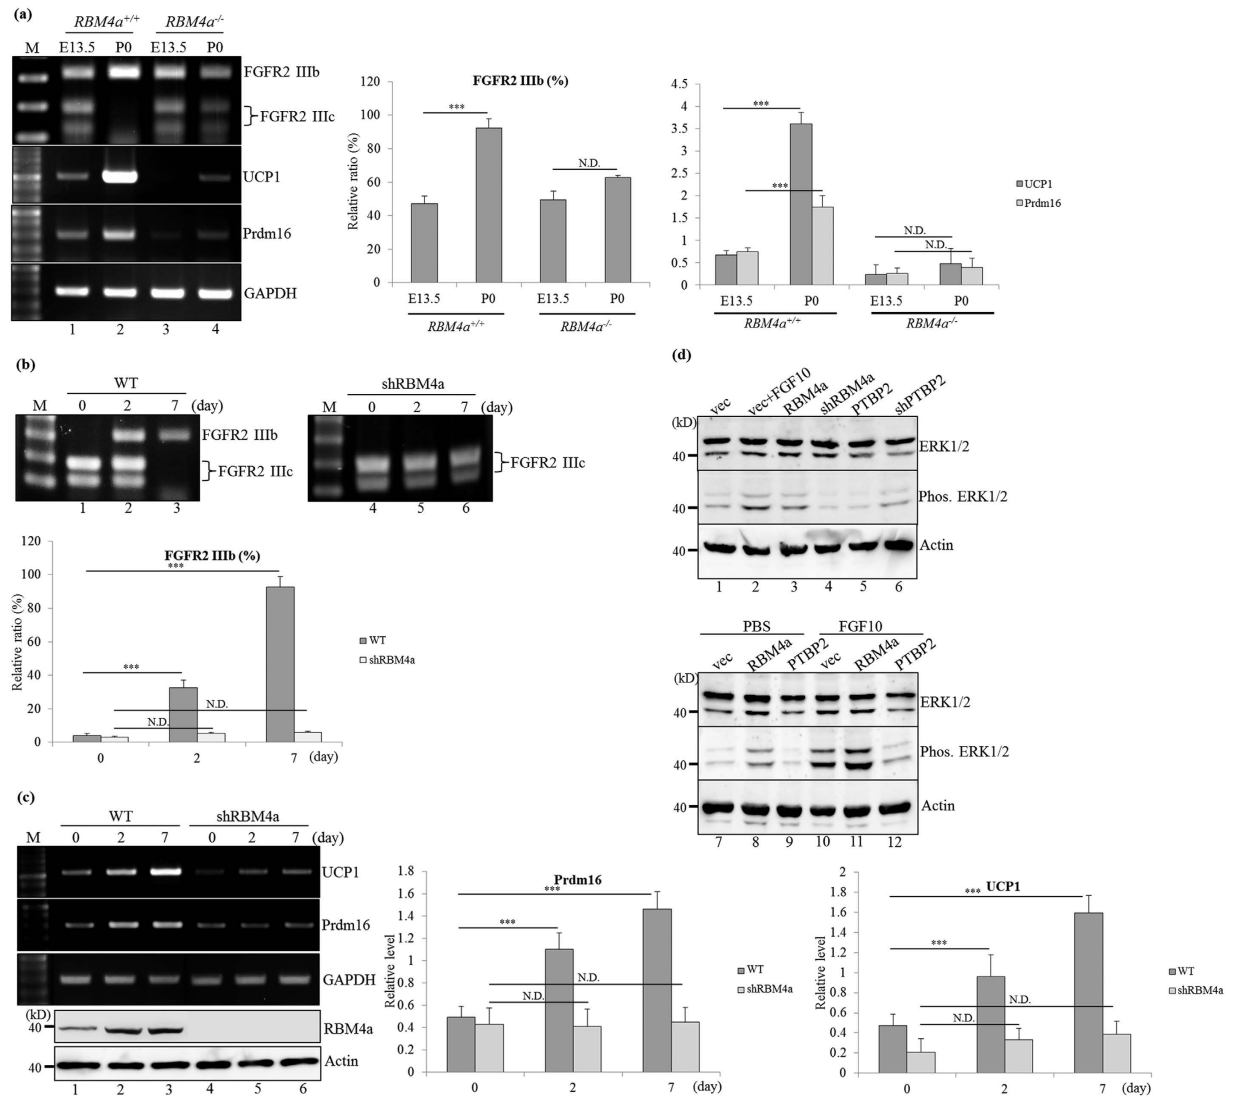 (a)
RBM4a+/+ RBM4a-/-
M E13.5 P0 E13.5 P0
FGFR2 IIIb
FGFR2 IIIc
UCP1
Prdm16
GAPDH
1 2 3 4
FGFR2 IIIb (%)
Relative ratio (%)
120
100
80
60
40
20
0
***
N.D.
E13.5 P0 E13.5 P0
RBM4a+/+ RBM4a-/-
4.5
4
3.5
3
2.5
2
1.5
1
0.5
0
***
***
N.D.
N.D.
UCP1
Prdm16
E13.5 P0 E13.5 P0
RBM4a+/+ RBM4a-/-
(b)
WT
M 0 2 7 (day)
FGFR2 IIIb
FGFR2 IIIc
1 2 3
shRBM4a
M 0 2 7 (day)
FGFR2 IIIc
4 5 6
FGFR2 IIIb (%)
Relative ratio (%)
120
100
80
60
40
20
0
***
***
N.D.
N.D.
WT
shRBM4a
0 2 7 (day)
(c)
WT shRBM4a
M 0 2 7 0 2 7 (day)
UCP1
Prdm16
GAPDH
(kD)
40 RBM4a
40 Actin
1 2 3 4 5 6
Prdm16
Relative level
1.8
1.6
1.4
1.2
1
0.8
0.6
0.4
0.2
0
***
***
N.D.
N.D.
WT
shRBM4a
0 2 7 (day)
UCP1
Relative level
2
1.8
1.6
1.4
1.2
1
0.8
0.6
0.4
0.2
0
***
***
N.D.
N.D.
WT
shRBM4a
0 2 7 (day)
(d)
vec vec+FGF10 RBM4a shRBM4a PTBP2 shPTBP2
(kD)
ERK1/2
40
Phos. ERK1/2
40
Actin
40
1 2 3 4 5 6
PBS FGF10
vec RBM4a PTBP2 vec RBM4a PTBP2
(kD)
ERK1/2
40
Phos. ERK1/2
40
Actin
40
7 8 9 10 11 12